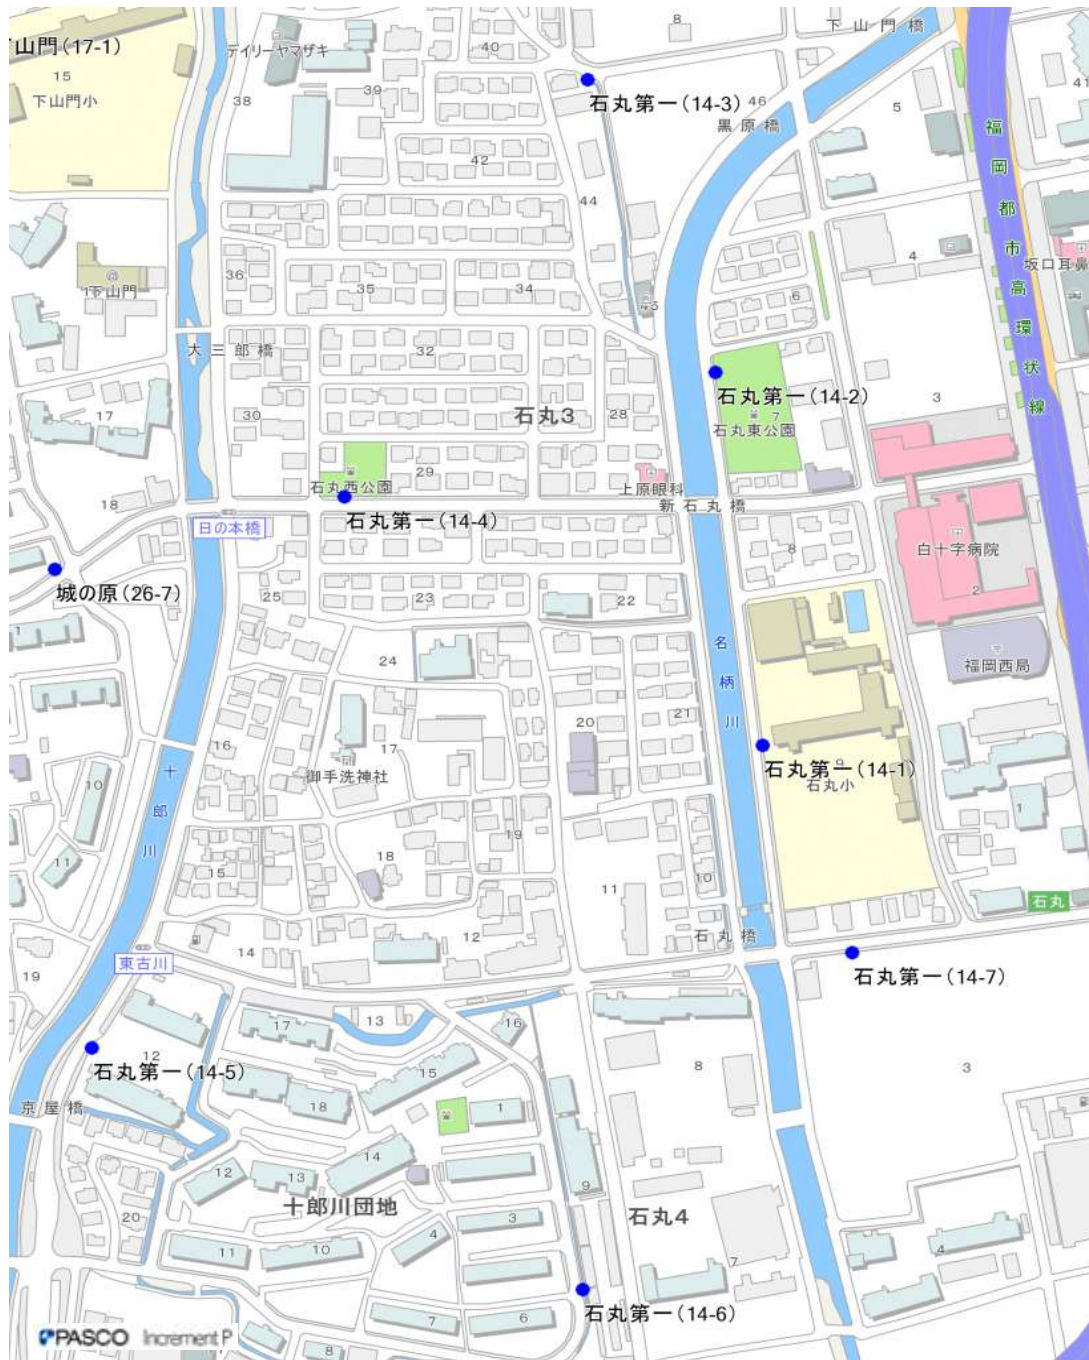 8
下山門橋
山門(17-1)
デイリーヤマザキ
40
15
下山門小
38
39
石丸第一(14-3)
46
黒原橋
5
41
福岡都市高環状線
42
44
4
坂口耳鼻
下山門
36
35
34
6
大三郎橋
32
17
30
石丸3
28
石丸第一(14-2)
7
石丸東公園
3
29
石丸西公園
上原眼科
新石丸橋
18
日の本橋
石丸第一(14-4)
8
白十字病院
城の原(26-7)
25
23
22
2
1
24
名柄川
福岡西局
16
17
20
21
御手洗神社
石丸第一(14-1)
9
石丸小
10
十郎川
1
19
18
11
15
11
10
石丸
14
12
石丸橋
19
東古川
石丸第一(14-7)
13
17
16
12
石丸第一(14-5)
15
8
3
京屋橋
18
1
14
12
13
9
十郎川団地
石丸4
20
3
4
11
10
4
7
石丸第一(14-6)
7
6
8
PASCO Increment P